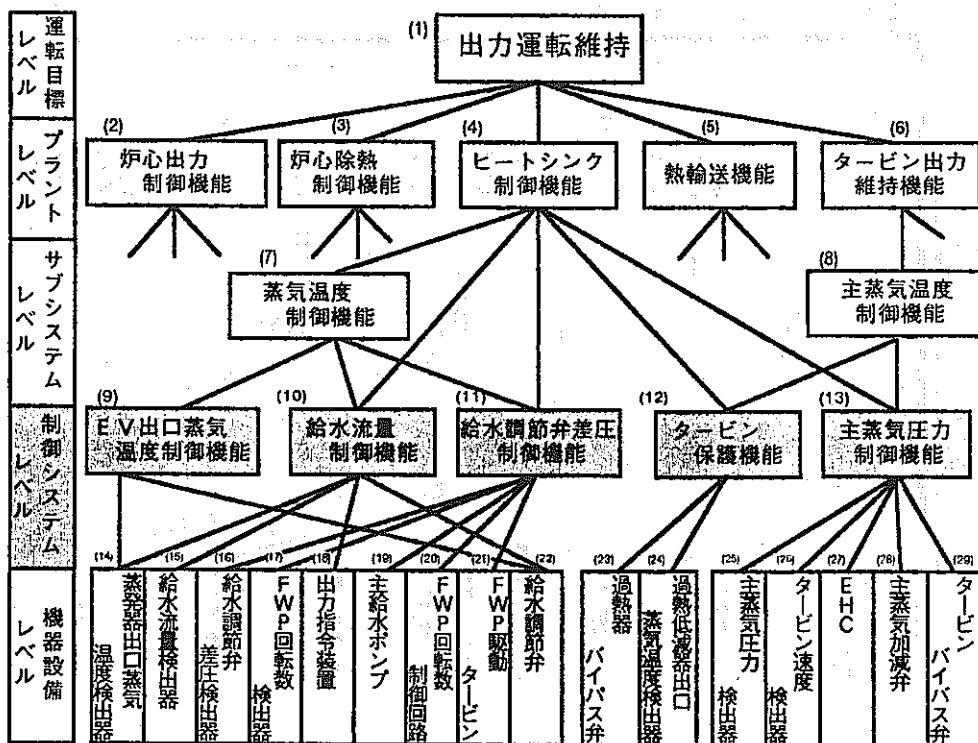 運転目標
レベル
(1)
出力運転維持
プラント
レベル
(2)
炉心出力
制御機能
(3)
炉心除熱
制御機能
(4)
ヒートシンク
制御機能
(5)
熱輸送機能
(6)
タービン出力
維持機能
サブシステム
レベル
(7)
蒸気温度
制御機能
(8)
主蒸気温度
制御機能
制御システム
レベル
(9)
EV出口蒸気
温度制御機能
(10)
給水流量
制御機能
(11)
給水調節弁差圧
制御機能
(12)
タービン
保護機能
(13)
主蒸気圧力
制御機能
機器設備
レベル
(14)
蒸発器出口蒸気
温度検出器
(15)
給水流量検出器
(16)
給水調節弁
差圧検出器
(17)
FWP回転数
検出器
(18)
出力指令装置
(19)
主給水ポンプ
(20)
FWP回転数
制御回路
(21)
FWP駆動
タービン
(22)
給水調節弁
(23)
過熱器
バイパス弁
(24)
過熱低減器出口
蒸気温度検出器
(25)
主蒸気圧力
検出器
(26)
タービン速度
検出器
(27)
EHC
(28)
主蒸気加減弁
(29)
タービン
バイパス弁